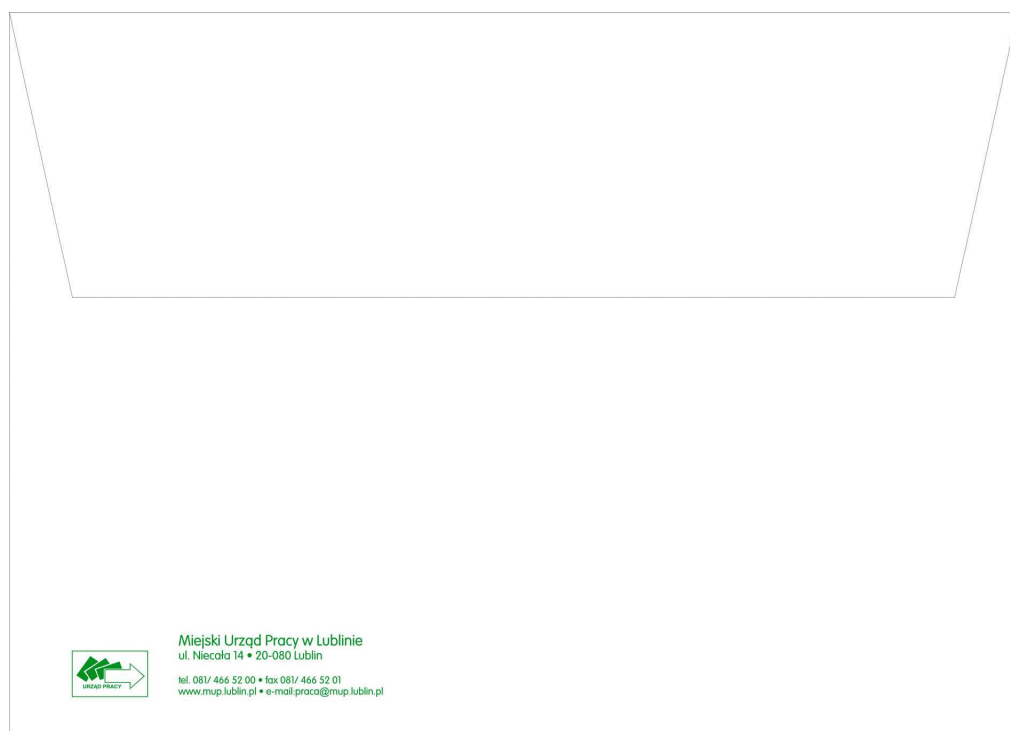 Miejski Urząd Pracy w Lublinie
ul. Niecała 14 • 20-080 Lublin
tel. 081/ 466 52 00 • fax 081/ 466 52 01
www.mup.lublin.pl • e-mail:praca@mup.lublin.pl
URZĄD PRACY